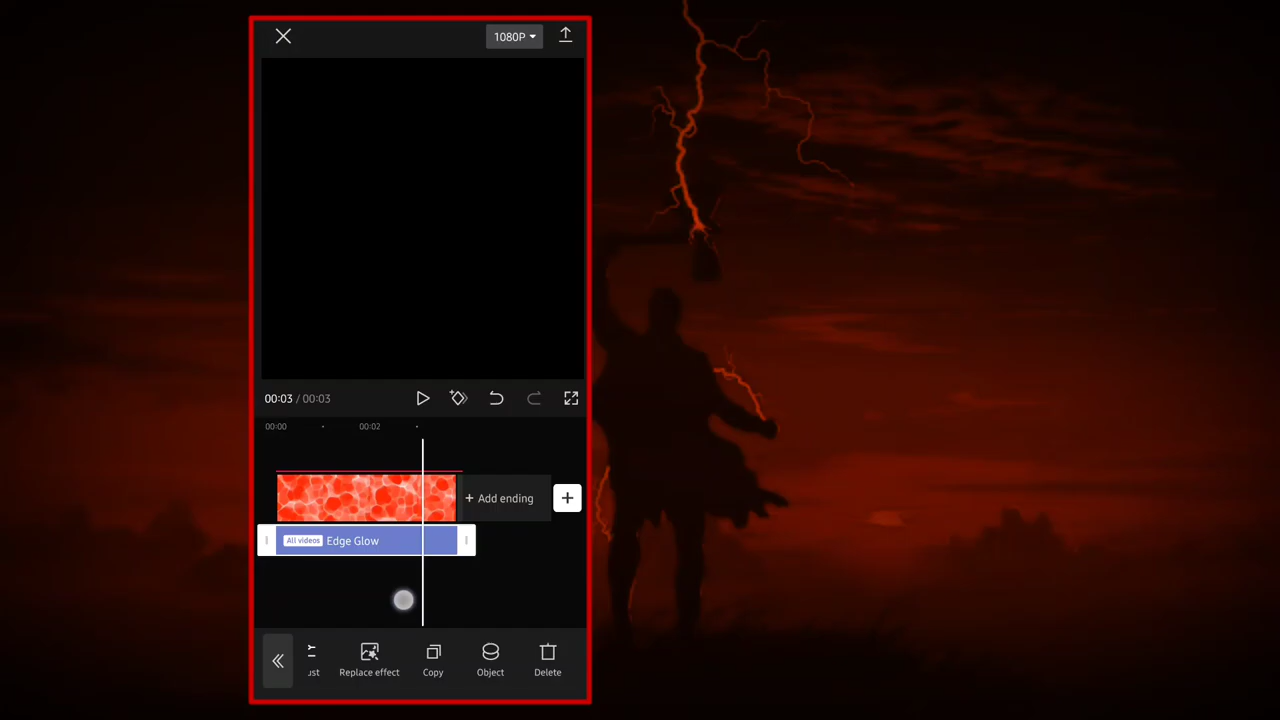 1080P
00:03 / 00:03
00:00
00:02
+ Add ending
All videos Edge Glow
ust
Replace effect
Copy
Object
Delete